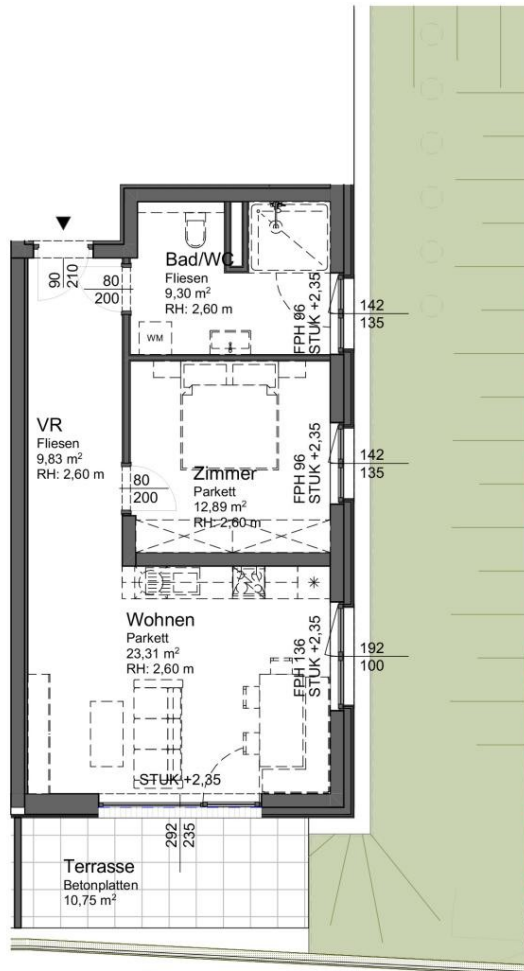 Bad/WC
Fliesen
9,30 m²
RH: 2,60 m
90
210
80
200
WM
FPH 96
STUK +2,35
142
135
VR
Fliesen
9,83 m²
RH: 2,60 m
80
200
Zimmer
Parkett
12,89 m²
RH: 2,60 m
FPH 96
STUK +2,35
142
135
Wohnen
Parkett
23,31 m²
RH: 2,60 m
FPH 136
STUK +2,35
192
100
STUK +2,35
292
235
Terrasse
Betonplatten
10,75 m²